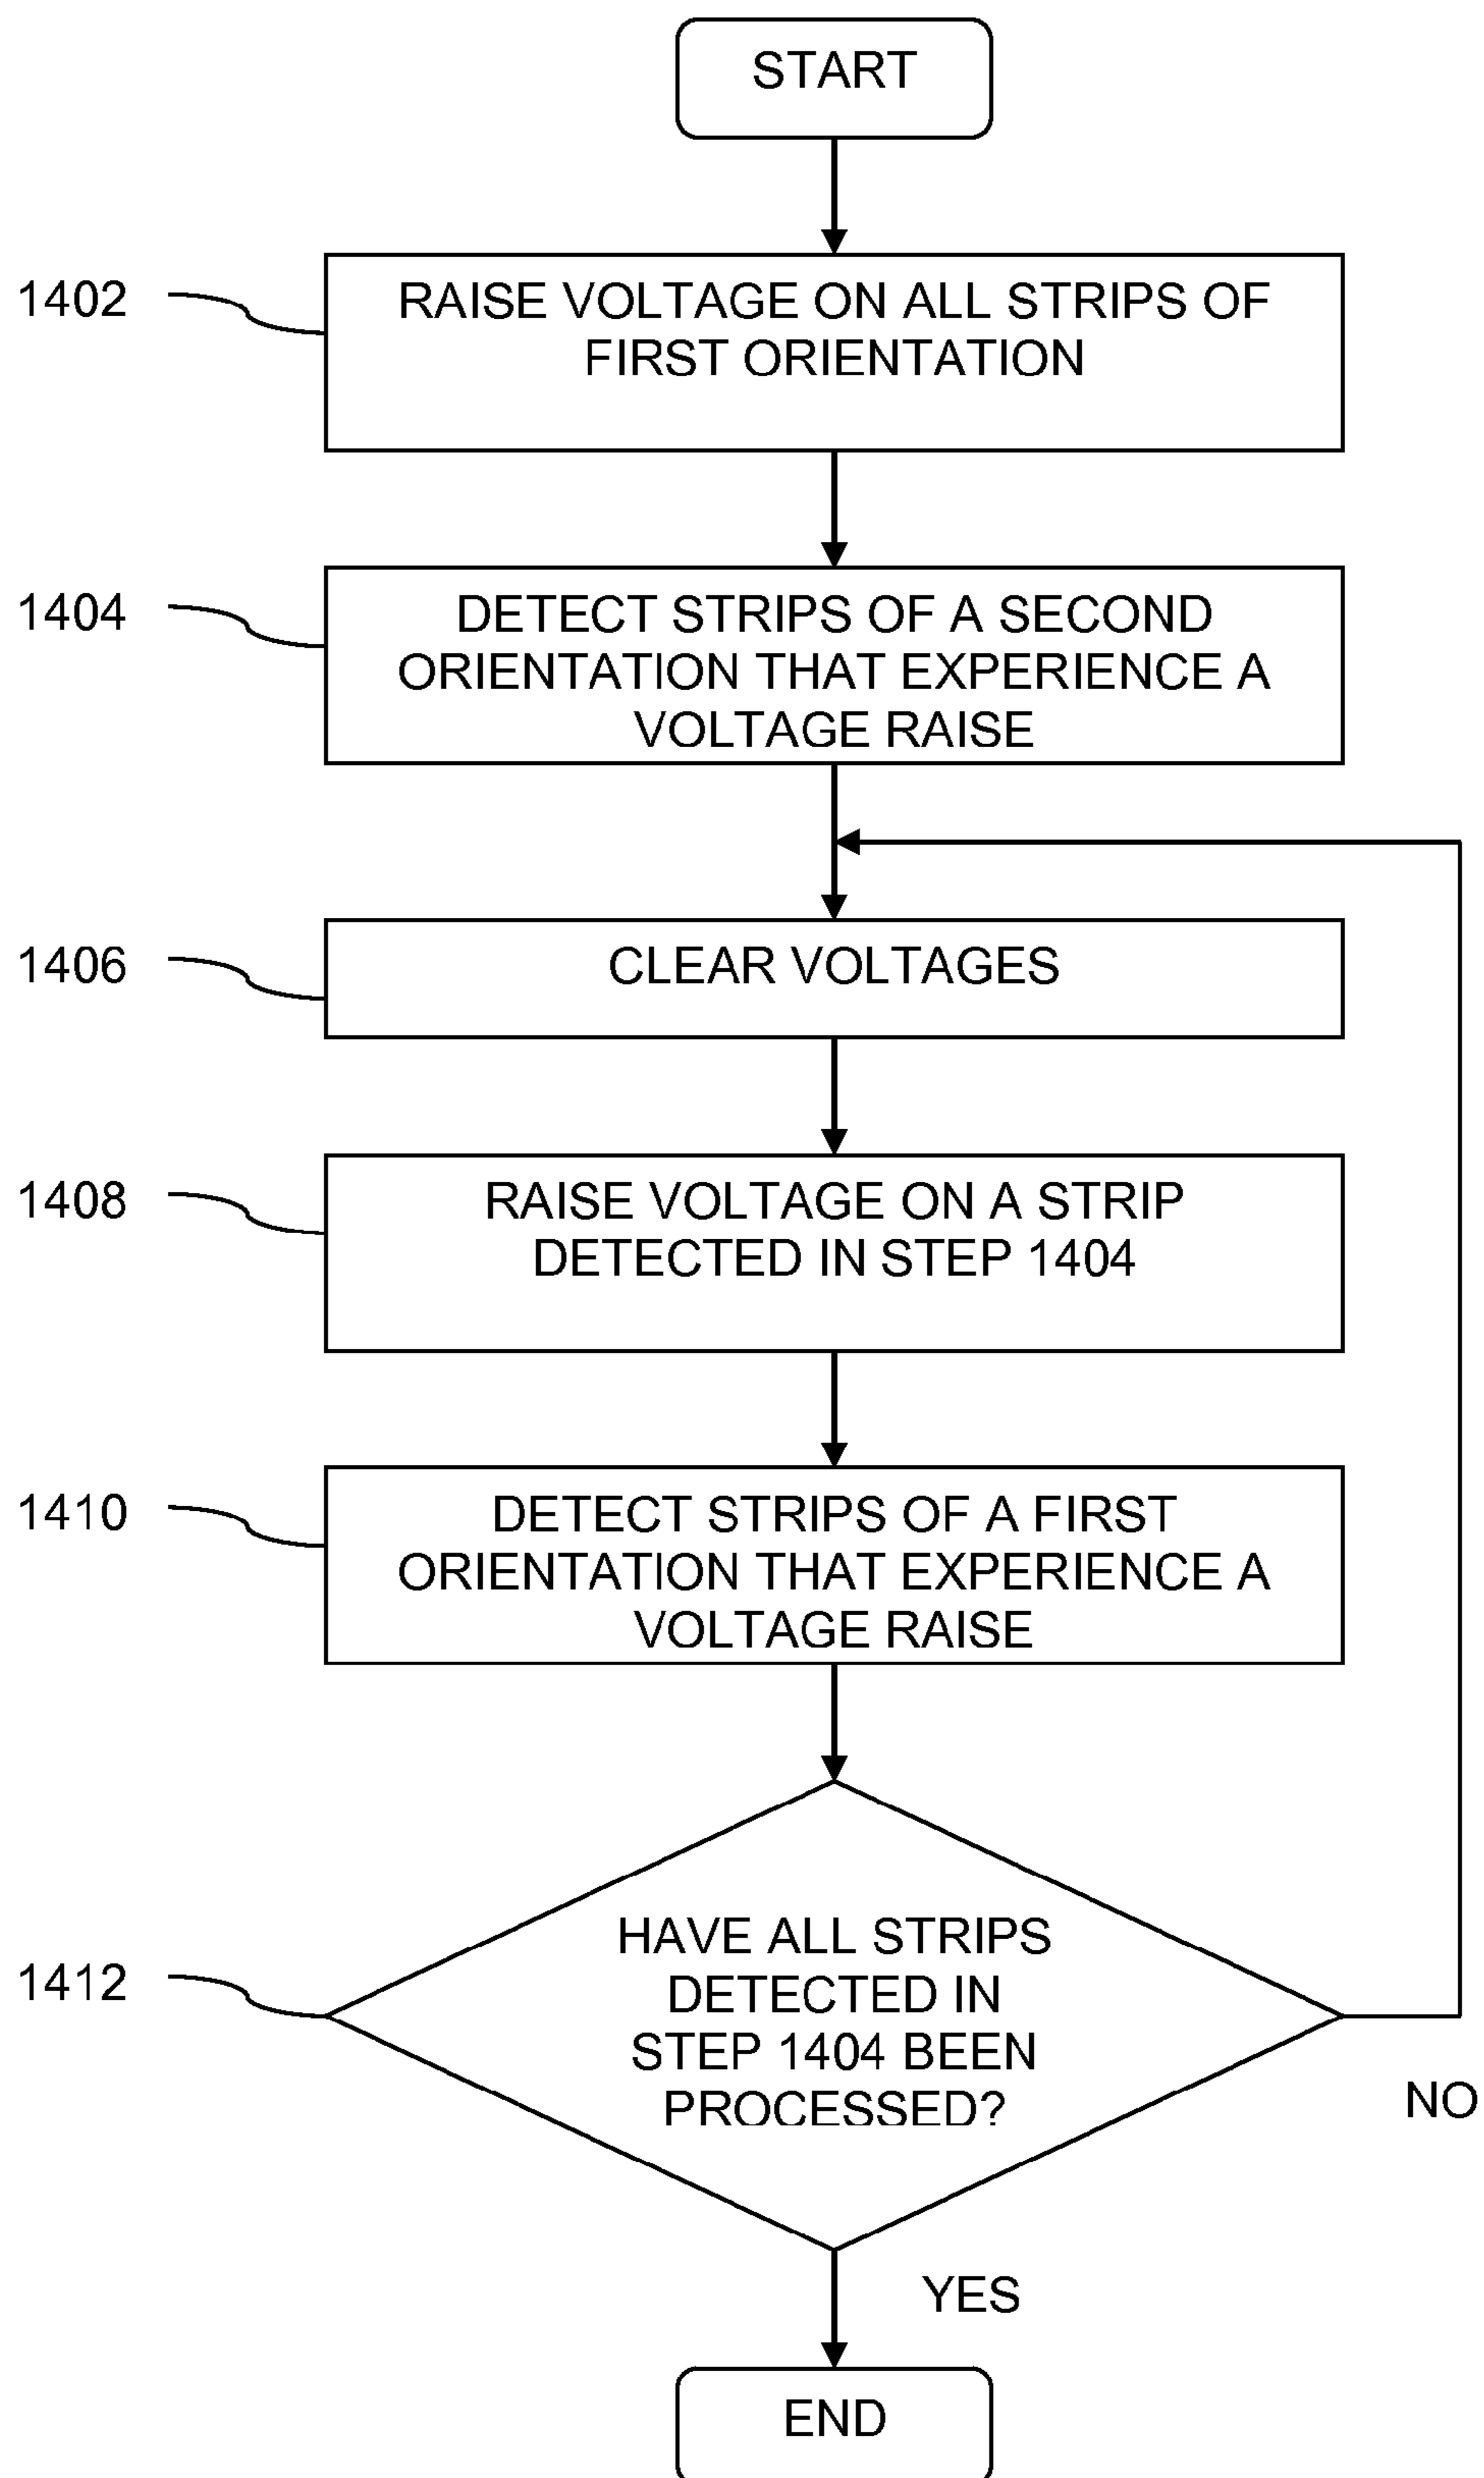 START
1402
RAISE VOLTAGE ON ALL STRIPS OF
FIRST ORIENTATION
1404
DETECT STRIPS OF A SECOND
ORIENTATION THAT EXPERIENCE A
VOLTAGE RAISE
1406
CLEAR VOLTAGES
1408
RAISE VOLTAGE ON A STRIP
DETECTED IN STEP 1404
1410
DETECT STRIPS OF A FIRST
ORIENTATION THAT EXPERIENCE A
VOLTAGE RAISE
1412
HAVE ALL STRIPS
DETECTED IN
STEP 1404 BEEN
PROCESSED?
NO
YES
END